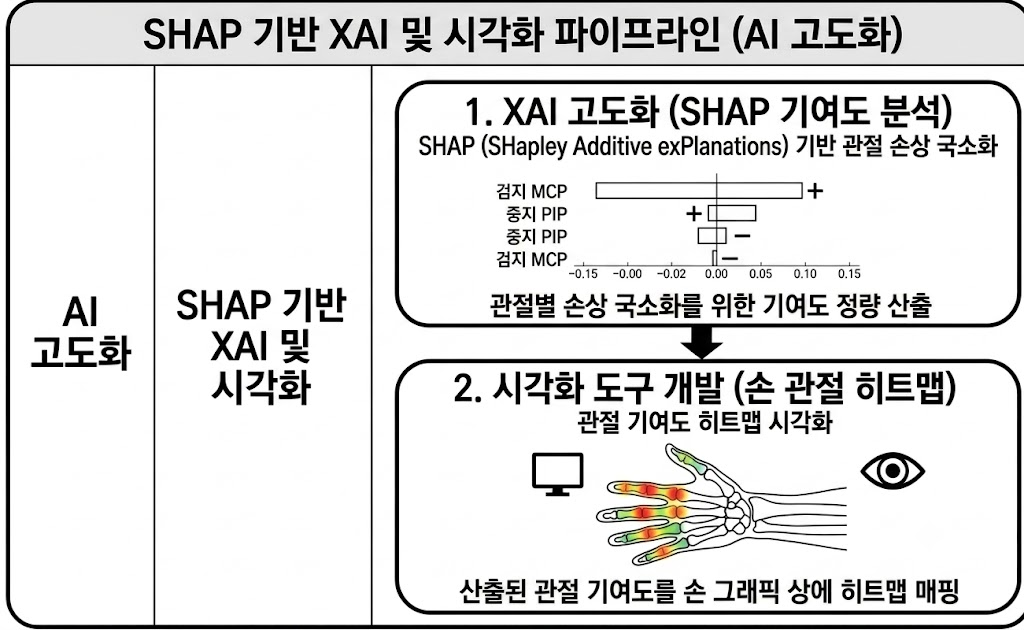 SHAP 기반 XAI 및 시각화 파이프라인 (AI 고도화)
AI
고도화
SHAP 기반
XAI 및
시각화
1. XAI 고도화 (SHAP 기여도 분석)
SHAP (SHapley Additive exPlanations) 기반 관절 손상 국소화
검지 MCP +
중지 PIP +
중지 PIP −
검지 MCP −
-0.15 -0.00 -0.02 0.00 0.05 0.10 0.15
관절별 손상 국소화를 위한 기여도 정량 산출
2. 시각화 도구 개발 (손 관절 히트맵)
관절 기여도 히트맵 시각화
산출된 관절 기여도를 손 그래픽 상에 히트맵 매핑